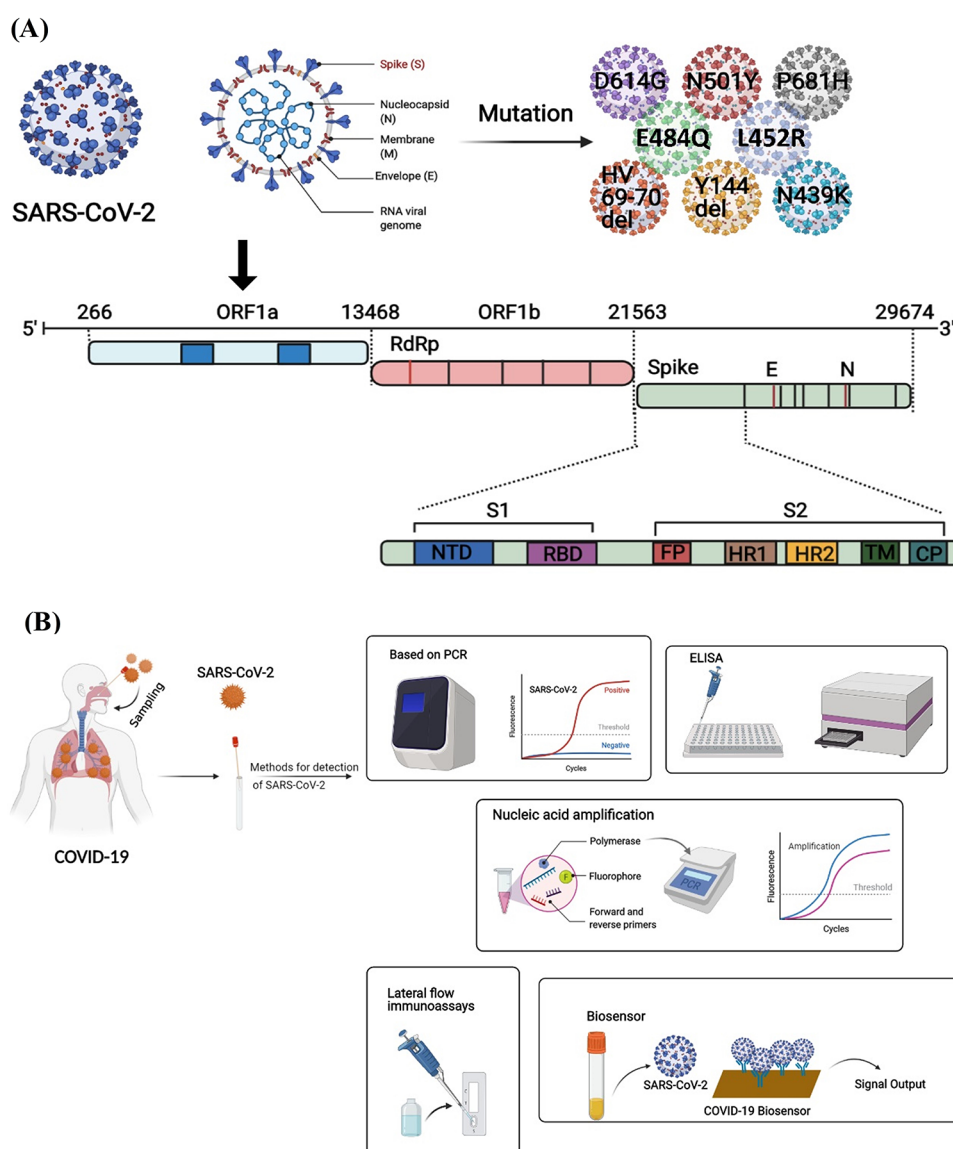 (A)
SARS-CoV-2
Spike (S)
Nucleocapsid
(N)
Membrane
(M)
Envelope (E)
RNA viral
genome
Mutation
D614G
N501Y
P681H
E484Q
L452R
HV
69-70
del
Y144
del
N439K
266
ORF1a
13468
ORF1b
21563
29674
5'
3'
RdRp
Spike
E
N
S1
S2
NTD
RBD
FP
HR1
HR2
TM
CP
(B)
Sampling
COVID-19
SARS-CoV-2
Methods for detection
of SARS-CoV-2
Based on PCR
Fluorescence
SARS-CoV-2
Positive
Threshold
Negative
Cycles
ELISA
Nucleic acid amplification
Polymerase
F
Fluorophore
Forward and
reverse primers
PCR
Fluorescence
Amplification
Threshold
Cycles
Lateral flow
immunoassays
Biosensor
SARS-CoV-2
COVID-19 Biosensor
Signal Output